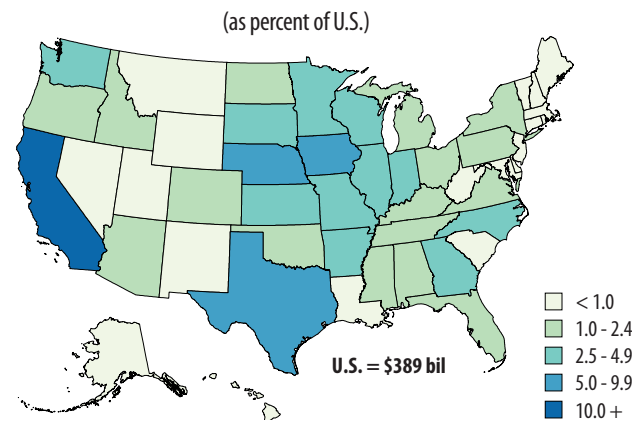 (as percent of U.S.)
< 1.0
1.0 - 2.4
2.5 - 4.9
5.0 - 9.9
10.0 +
U.S. = $389 bil